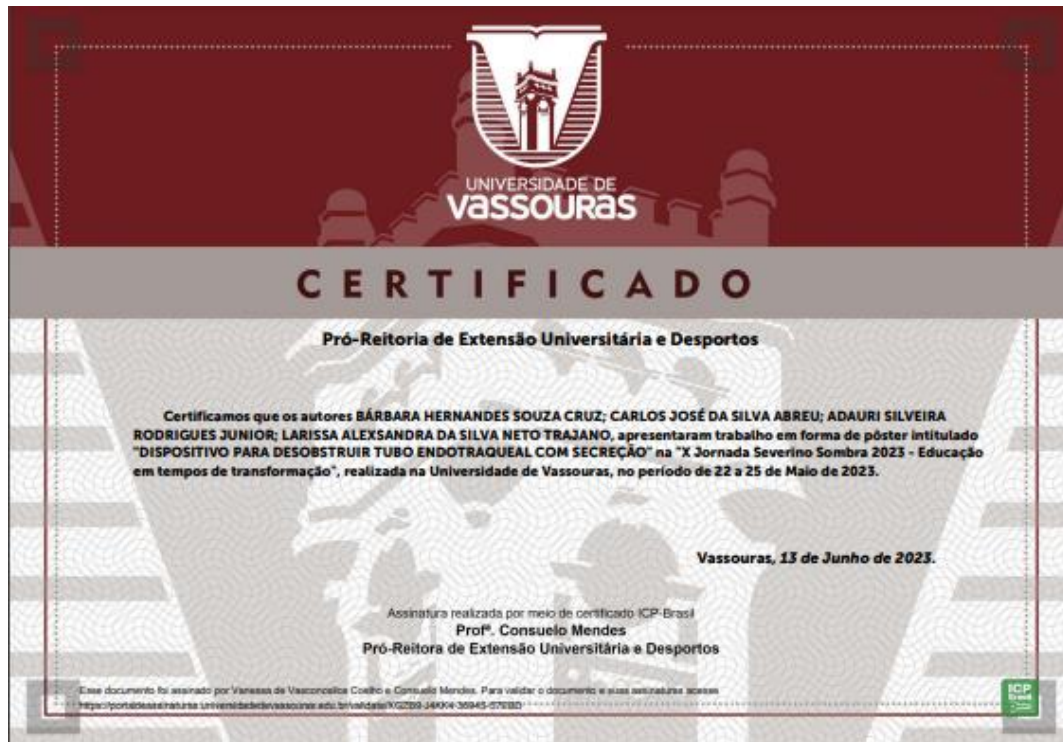 UNIVERSIDADE DE
VASSOURAS
CERTIFICADO
Pró-Reitoria de Extensão Universitária e Desportos
Certificamos que os autores BÁRBARA HERNANDES SOUZA CRUZ; CARLOS JOSÉ DA SILVA ABREU; ADAURI SILVEIRA
RODRIGUES JUNIOR; LARISSA ALEXSANDRA DA SILVA NETO TRAJANO, apresentaram trabalho em forma de pôster intitulado
"DISPOSITIVO PARA DESOBSTRUIR TUBO ENDOTRAQUEAL COM SECREÇÃO" na "X Jornada Severino Sombra 2023 - Educação
em tempos de transformação", realizada na Universidade de Vassouras, no período de 22 a 25 de Maio de 2023.
Vassouras, 13 de Junho de 2023.
Assinatura realizada por meio de certificado ICP-Brasil
Profª. Consuelo Mendes
Pró-Reitora de Extensão Universitária e Desportos
Esse documento foi assinado por Vanessa de Vasconcellos Coelho e Consuelo Mendes. Para validar o documento e suas assinaturas acesse
ICP
Brasil